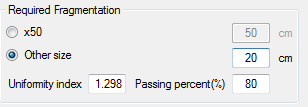 Required Fragmentation
x50 50 cm
Other size 20 cm
Uniformity index 1.298 Passing percent(%) 80